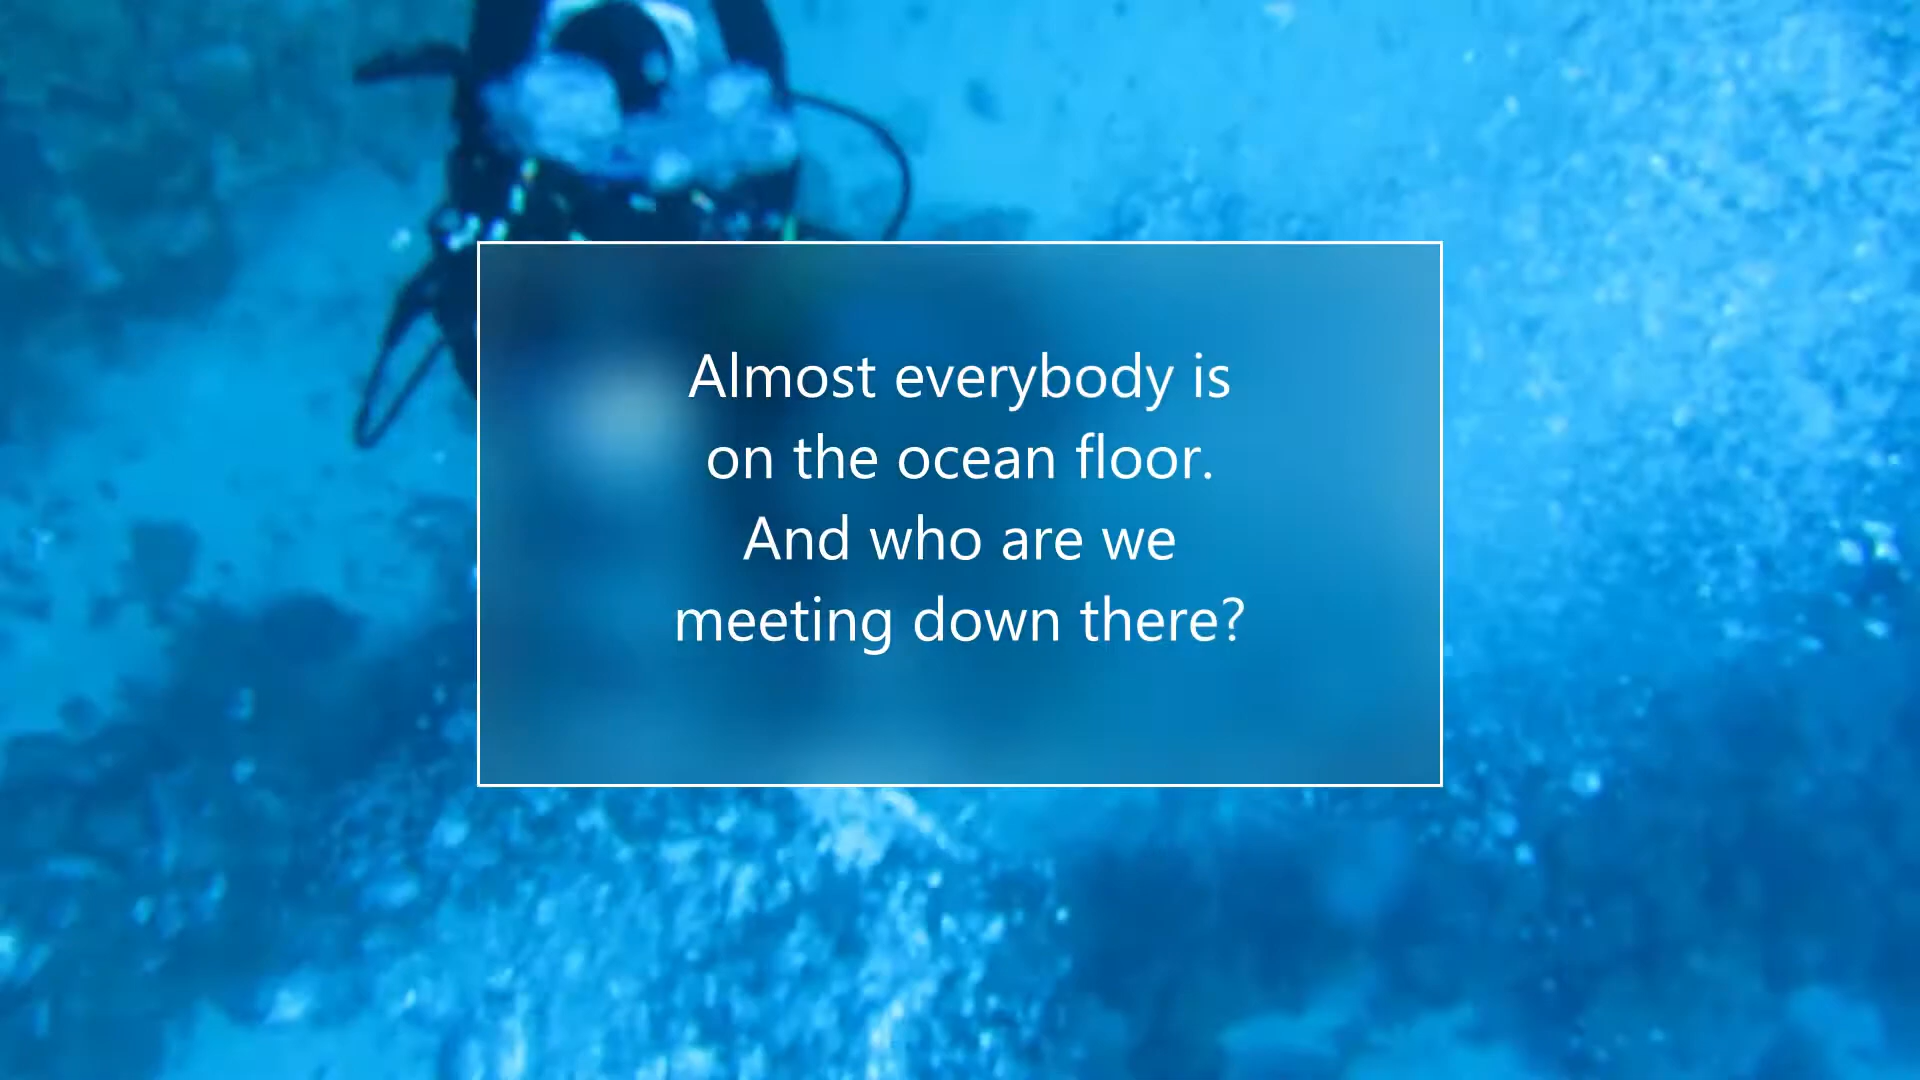 Almost everybody is
on the ocean floor.
And who are we
meeting down there?